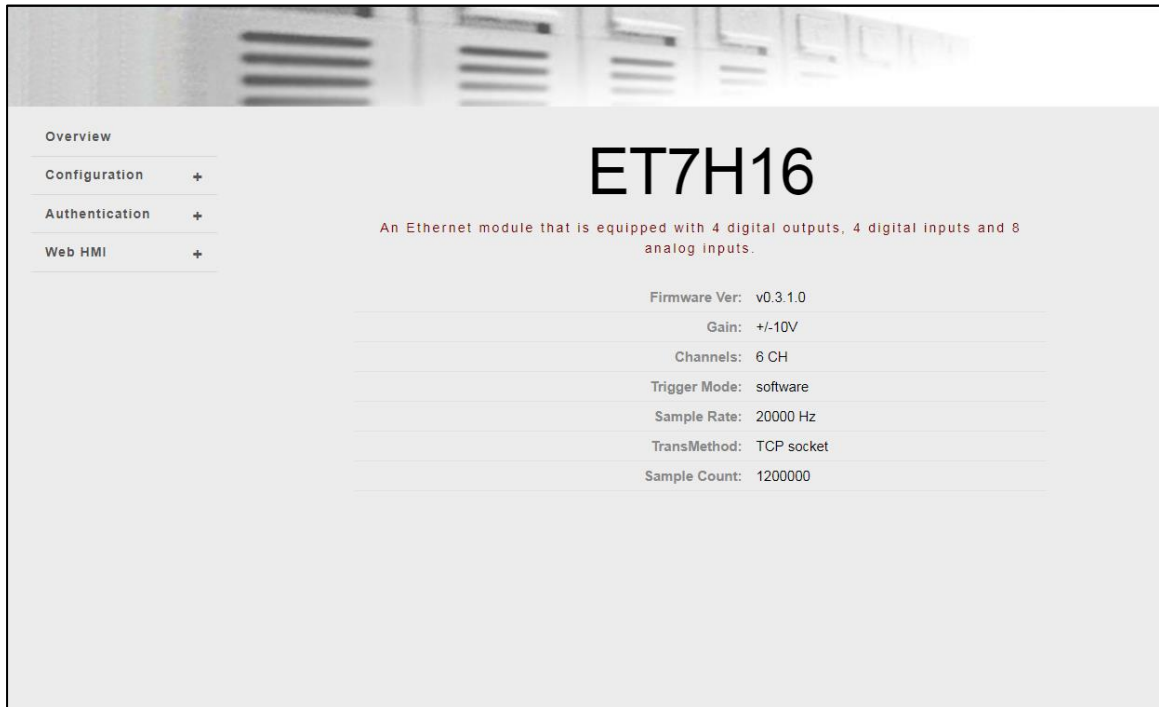 Overview
Configuration +
Authentication +
Web HMI +
ET7H16
An Ethernet module that is equipped with 4 digital outputs, 4 digital inputs and 8
analog inputs.
Firmware Ver: v0.3.1.0
Gain: +/-10V
Channels: 6 CH
Trigger Mode: software
Sample Rate: 20000 Hz
TransMethod: TCP socket
Sample Count: 1200000